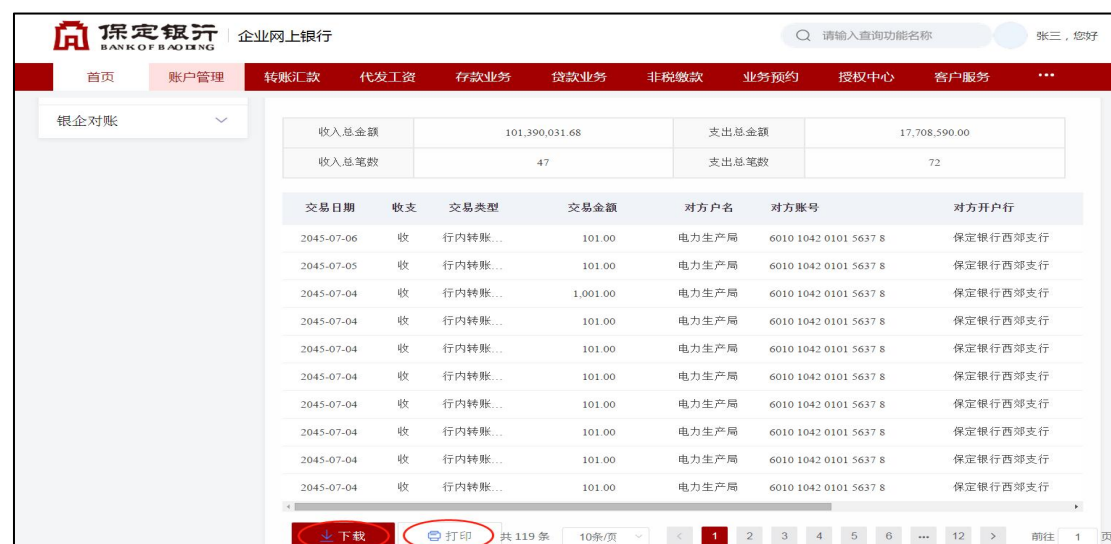 保定银行 企业网上银行 请输入查询功能名称 张三，您好
BANK OF BAODING
首页 账户管理 转账汇款 代发工资 存款业务 贷款业务 非税缴款 业务预约 授权中心 客户服务 •••
银企对账
收入总金额 101,390,031.68 支出总金额 17,708,590.00
收入总笔数 47 支出总笔数 72
交易日期 收支 交易类型 交易金额 对方户名 对方账号 对方开户行
2045-07-06 收 行内转账... 101.00 电力生产局 6010 1042 0101 5637 8 保定银行西郊支行
2045-07-05 收 行内转账... 101.00 电力生产局 6010 1042 0101 5637 8 保定银行西郊支行
2045-07-04 收 行内转账... 1,001.00 电力生产局 6010 1042 0101 5637 8 保定银行西郊支行
2045-07-04 收 行内转账... 101.00 电力生产局 6010 1042 0101 5637 8 保定银行西郊支行
2045-07-04 收 行内转账... 101.00 电力生产局 6010 1042 0101 5637 8 保定银行西郊支行
2045-07-04 收 行内转账... 101.00 电力生产局 6010 1042 0101 5637 8 保定银行西郊支行
2045-07-04 收 行内转账... 101.00 电力生产局 6010 1042 0101 5637 8 保定银行西郊支行
2045-07-04 收 行内转账... 101.00 电力生产局 6010 1042 0101 5637 8 保定银行西郊支行
2045-07-04 收 行内转账... 101.00 电力生产局 6010 1042 0101 5637 8 保定银行西郊支行
2045-07-04 收 行内转账... 101.00 电力生产局 6010 1042 0101 5637 8 保定银行西郊支行
下载 打印 共 119 条 10条/页 < 1 2 3 4 5 6 ••• 12 > 前往 1 页